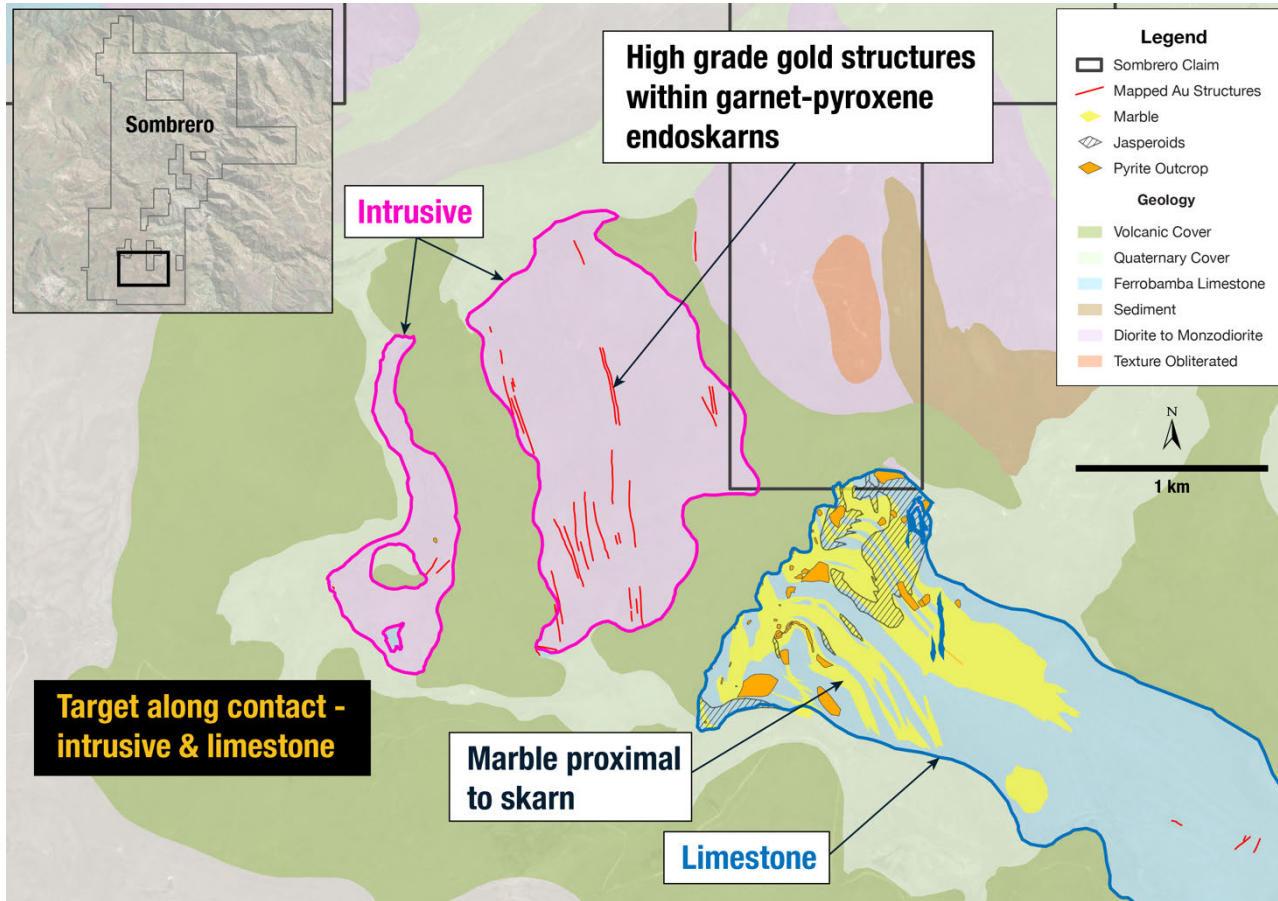 Sombrero
High grade gold structures
within garnet-pyroxene
endoskarns
Intrusive
Legend
Sombrero Claim
Mapped Au Structures
Marble
Jasperoids
Pyrite Outcrop
Geology
Volcanic Cover
Quaternary Cover
Ferrobamba Limestone
Sediment
Diorite to Monzodiorite
Texture Obliterated
N
1 km
Target along contact -
intrusive & limestone
Marble proximal
to skarn
Limestone